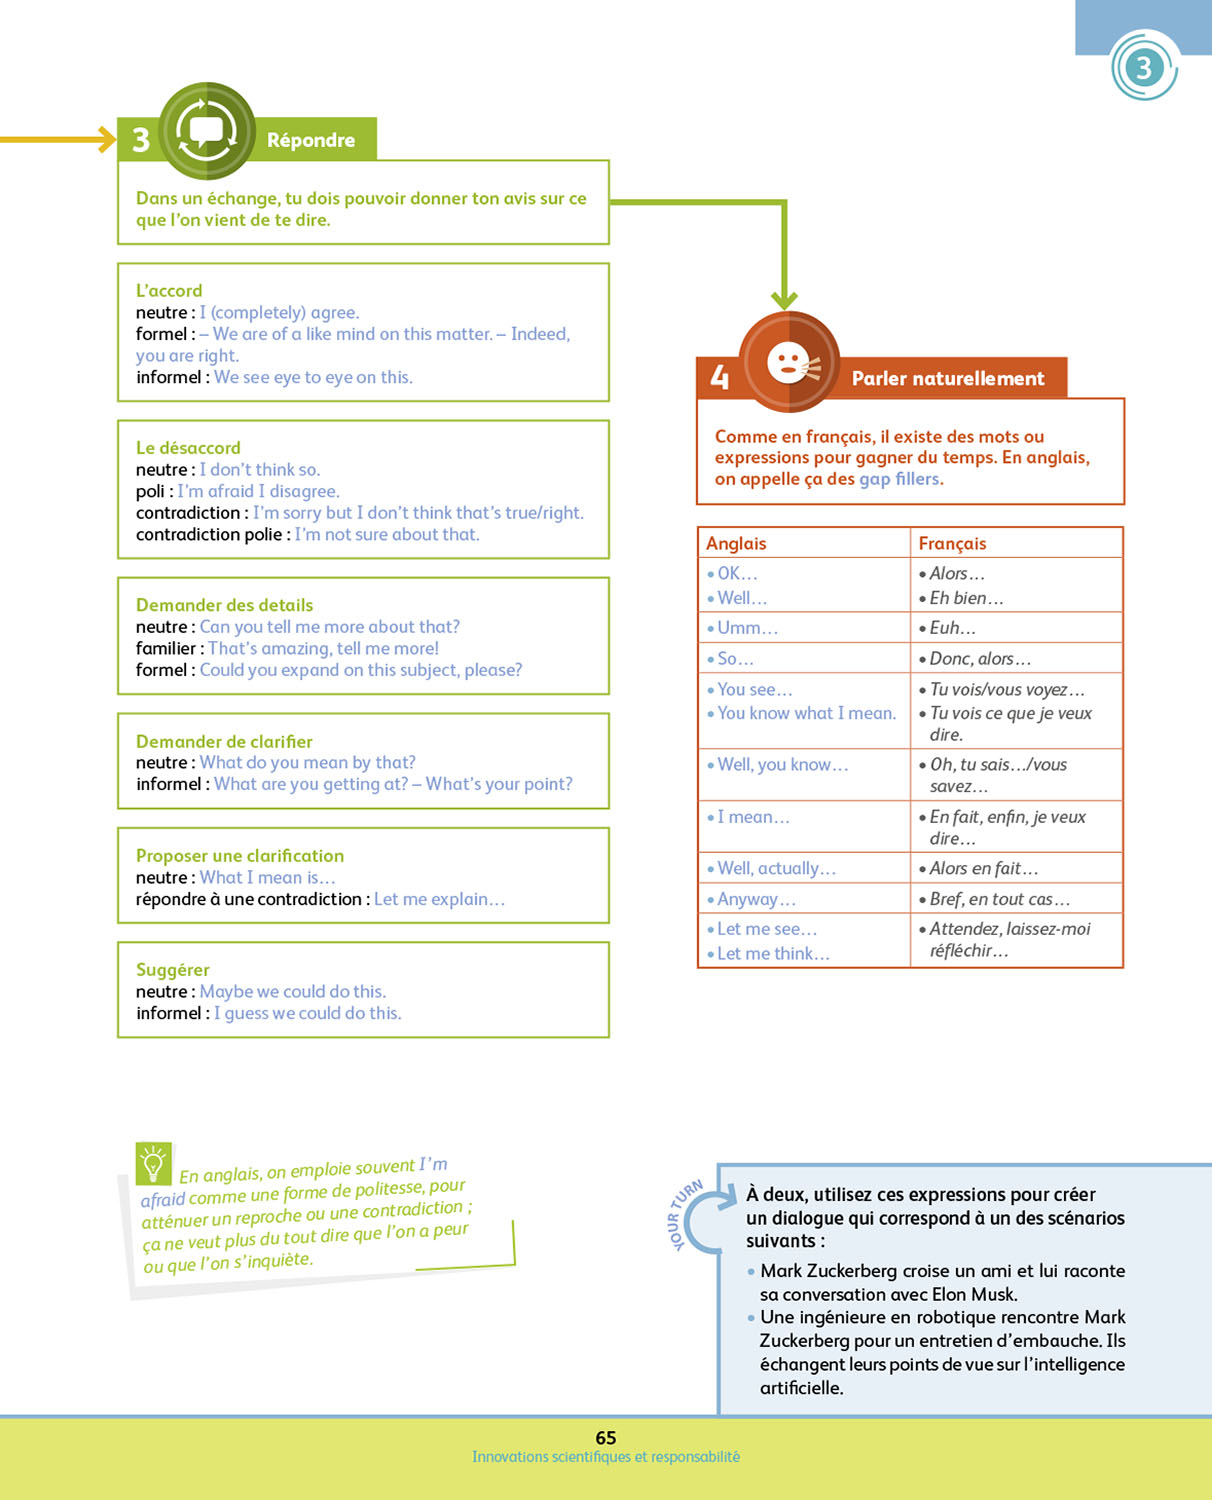 3
3 Répondre
Dans un échange, tu dois pouvoir donner ton avis sur ce
que l'on vient de te dire.
L'accord
neutre : I (completely) agree.
formel : – We are of a like mind on this matter. – Indeed,
you are right.
informel : We see eye to eye on this.
Le désaccord
neutre : I don't think so.
poli : I'm afraid I disagree.
contradiction : I'm sorry but I don't think that's true/right.
contradiction polie : I'm not sure about that.
Demander des details
neutre : Can you tell me more about that?
familier : That's amazing, tell me more!
formel : Could you expand on this subject, please?
Demander de clarifier
neutre : What do you mean by that?
informel : What are you getting at? – What's your point?
Proposer une clarification
neutre : What I mean is…
répondre à une contradiction : Let me explain…
Suggérer
neutre : Maybe we could do this.
informel : I guess we could do this.
En anglais, on emploie souvent I'm
afraid comme une forme de politesse, pour
atténuer un reproche ou une contradiction ;
ça ne veut plus du tout dire que l'on a peur
ou que l'on s'inquiète.
4 Parler naturellement
Comme en français, il existe des mots ou
expressions pour gagner du temps. En anglais,
on appelle ça des gap fillers.
Anglais Français
• OK… • Alors…
• Well… • Eh bien…
• Umm… • Euh…
• So… • Donc, alors…
• You see… • Tu vois/vous voyez…
• You know what I mean. • Tu vois ce que je veux
dire.
• Well, you know… • Oh, tu sais…/vous
savez…
• I mean… • En fait, enfin, je veux
dire…
• Well, actually… • Alors en fait…
• Anyway… • Bref, en tout cas…
• Let me see… • Attendez, laissez-moi
• Let me think… réfléchir…
YOUR TURN
À deux, utilisez ces expressions pour créer
un dialogue qui correspond à un des scénarios
suivants :
• Mark Zuckerberg croise un ami et lui raconte
sa conversation avec Elon Musk.
• Une ingénieure en robotique rencontre Mark
Zuckerberg pour un entretien d'embauche. Ils
échangent leurs points de vue sur l'intelligence
artificielle.
65
Innovations scientifiques et responsabilité